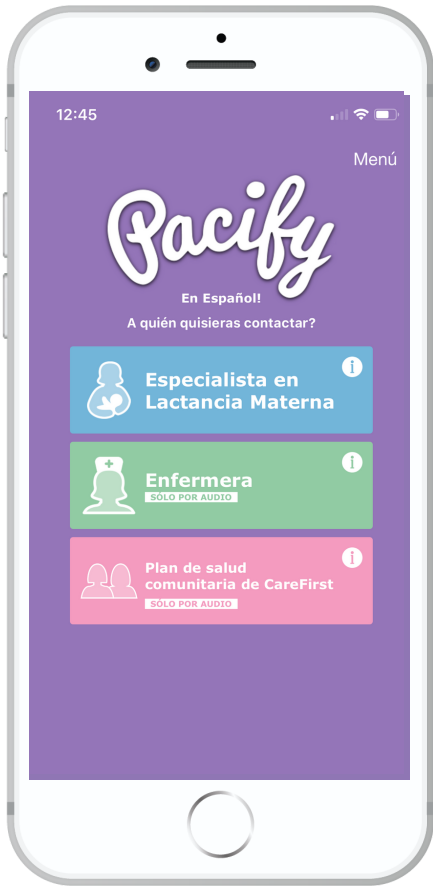 12:45
Menú
Pacify
En Español!
A quién quisieras contactar?
Especialista en
Lactancia Materna
i
Enfermera
SÓLO POR AUDIO
i
Plan de salud
comunitaria de CareFirst
SÓLO POR AUDIO
i